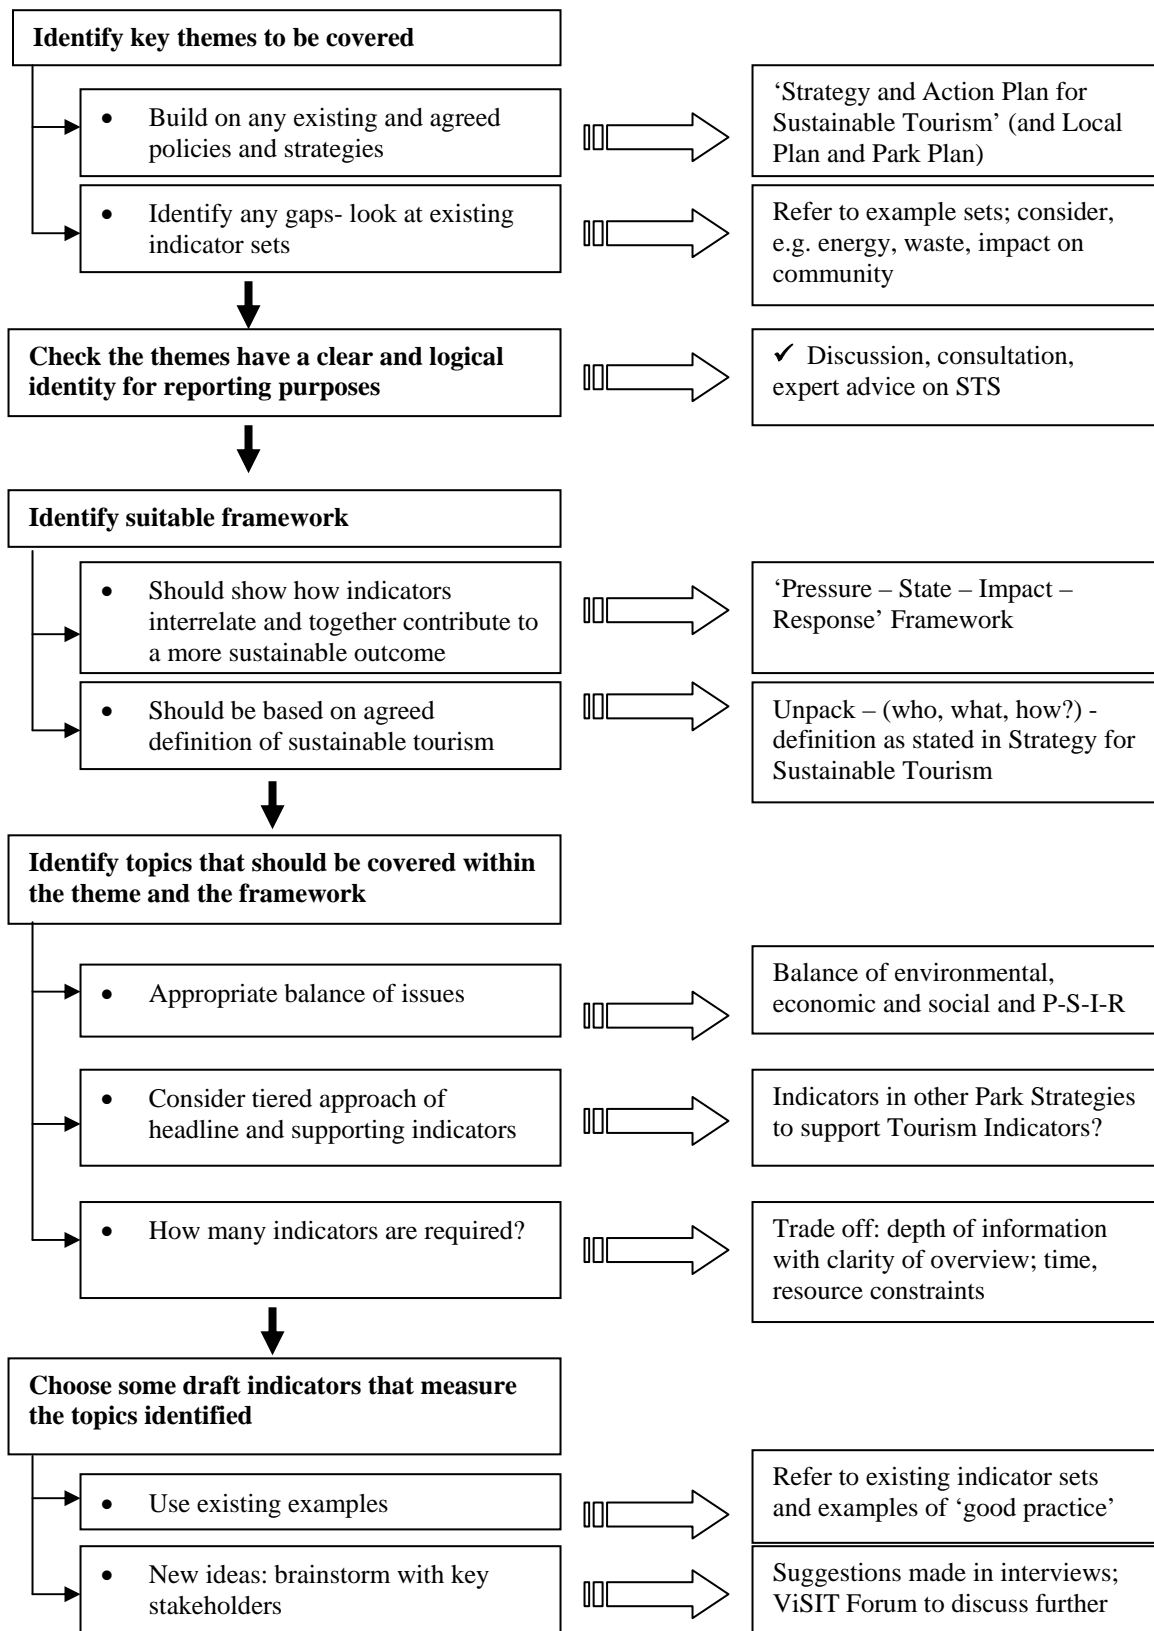 Identify key themes to be covered
• Build on any existing and agreed
policies and strategies
‘Strategy and Action Plan for
Sustainable Tourism’ (and Local
Plan and Park Plan)
• Identify any gaps- look at existing
indicator sets
Refer to example sets; consider,
e.g. energy, waste, impact on
community
Check the themes have a clear and logical
identity for reporting purposes
✓ Discussion, consultation,
expert advice on STS
Identify suitable framework
• Should show how indicators
interrelate and together contribute to
a more sustainable outcome
‘Pressure – State – Impact –
Response’ Framework
• Should be based on agreed
definition of sustainable tourism
Unpack – (who, what, how?) -
definition as stated in Strategy for
Sustainable Tourism
Identify topics that should be covered within
the theme and the framework
• Appropriate balance of issues
Balance of environmental,
economic and social and P-S-I-R
• Consider tiered approach of
headline and supporting indicators
Indicators in other Park Strategies
to support Tourism Indicators?
• How many indicators are required?
Trade off: depth of information
with clarity of overview; time,
resource constraints
Choose some draft indicators that measure
the topics identified
• Use existing examples
Refer to existing indicator sets
and examples of ‘good practice’
• New ideas: brainstorm with key
stakeholders
Suggestions made in interviews;
ViSIT Forum to discuss further